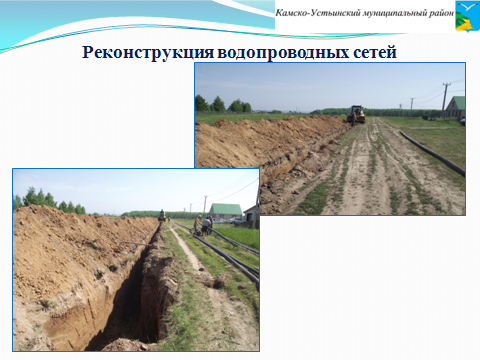 Камско-Устьинский муниципальный район
Реконструкция водопроводных сетей